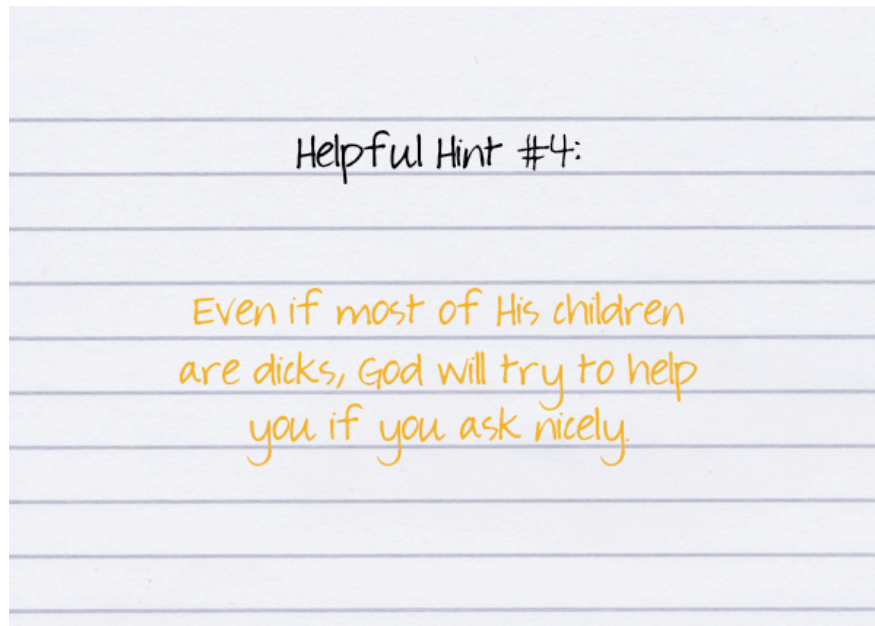 Helpful Hint #4:
Even if most of His children
are dicks, God will try to help
you if you ask nicely.